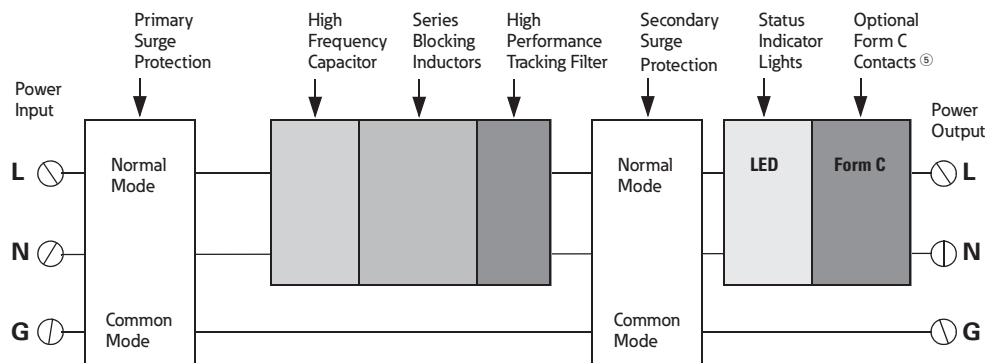 Primary
Surge
Protection
High
Frequency
Capacitor
Series
Blocking
Inductors
High
Performance
Tracking Filter
Secondary
Surge
Protection
Status
Indicator
Lights
Optional
Form C
Contacts ⑤
Power
Input
Power
Output
L
Normal
Mode
Normal
Mode
LED
Form C
L
N
N
G
Common
Mode
Common
Mode
G